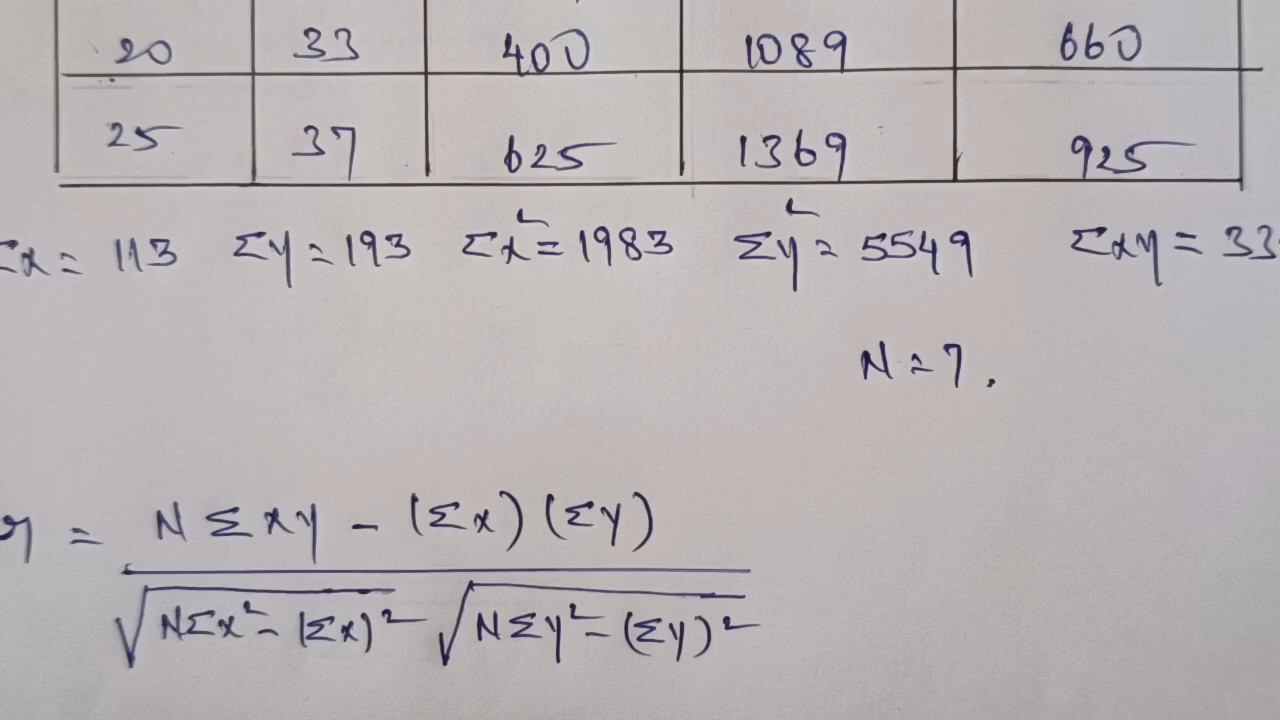 20 33 400 1089 660
25 37 625 1369 925
Σx = 113 Σy = 193 Σx² = 1983 Σy² = 5549 Σxy = 33
N = 7.
r = N Σ xy - (Σx) (Σy)
√NΣx² - (Σx)² √NΣy² - (Σy)²